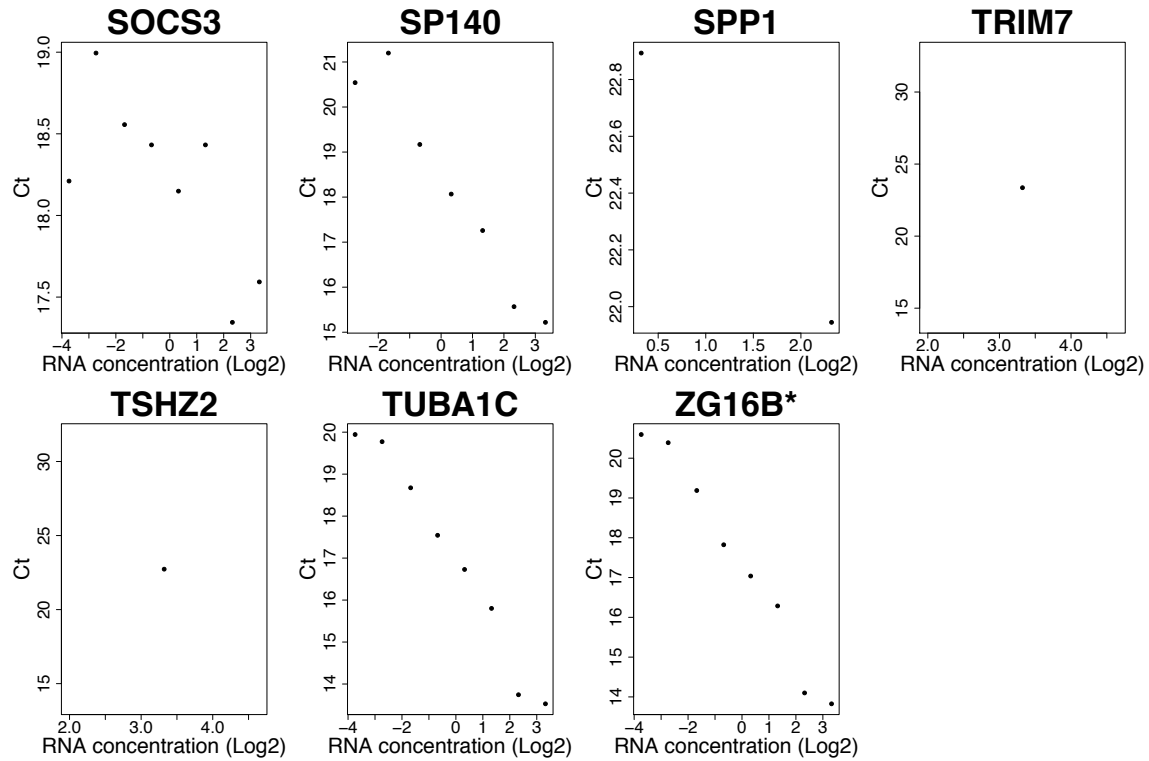 SOCS3 SP140 SPP1 TRIM7
19.0
18.5
18.0
17.5
Ct
−4 −2 0 1 2 3
RNA concentration (Log2)
21
20
19
18
17
16
15
Ct
−2 0 1 2 3
RNA concentration (Log2)
22.8
22.6
22.4
22.2
22.0
Ct
0.5 1.0 1.5 2.0
RNA concentration (Log2)
30
25
20
15
Ct
2.0 3.0 4.0
RNA concentration (Log2)
TSHZ2 TUBA1C ZG16B*
30
25
20
15
Ct
2.0 3.0 4.0
RNA concentration (Log2)
20
19
18
17
16
15
14
Ct
−4 −2 0 1 2 3
RNA concentration (Log2)
20
19
18
17
16
15
14
Ct
−4 −2 0 1 2 3
RNA concentration (Log2)